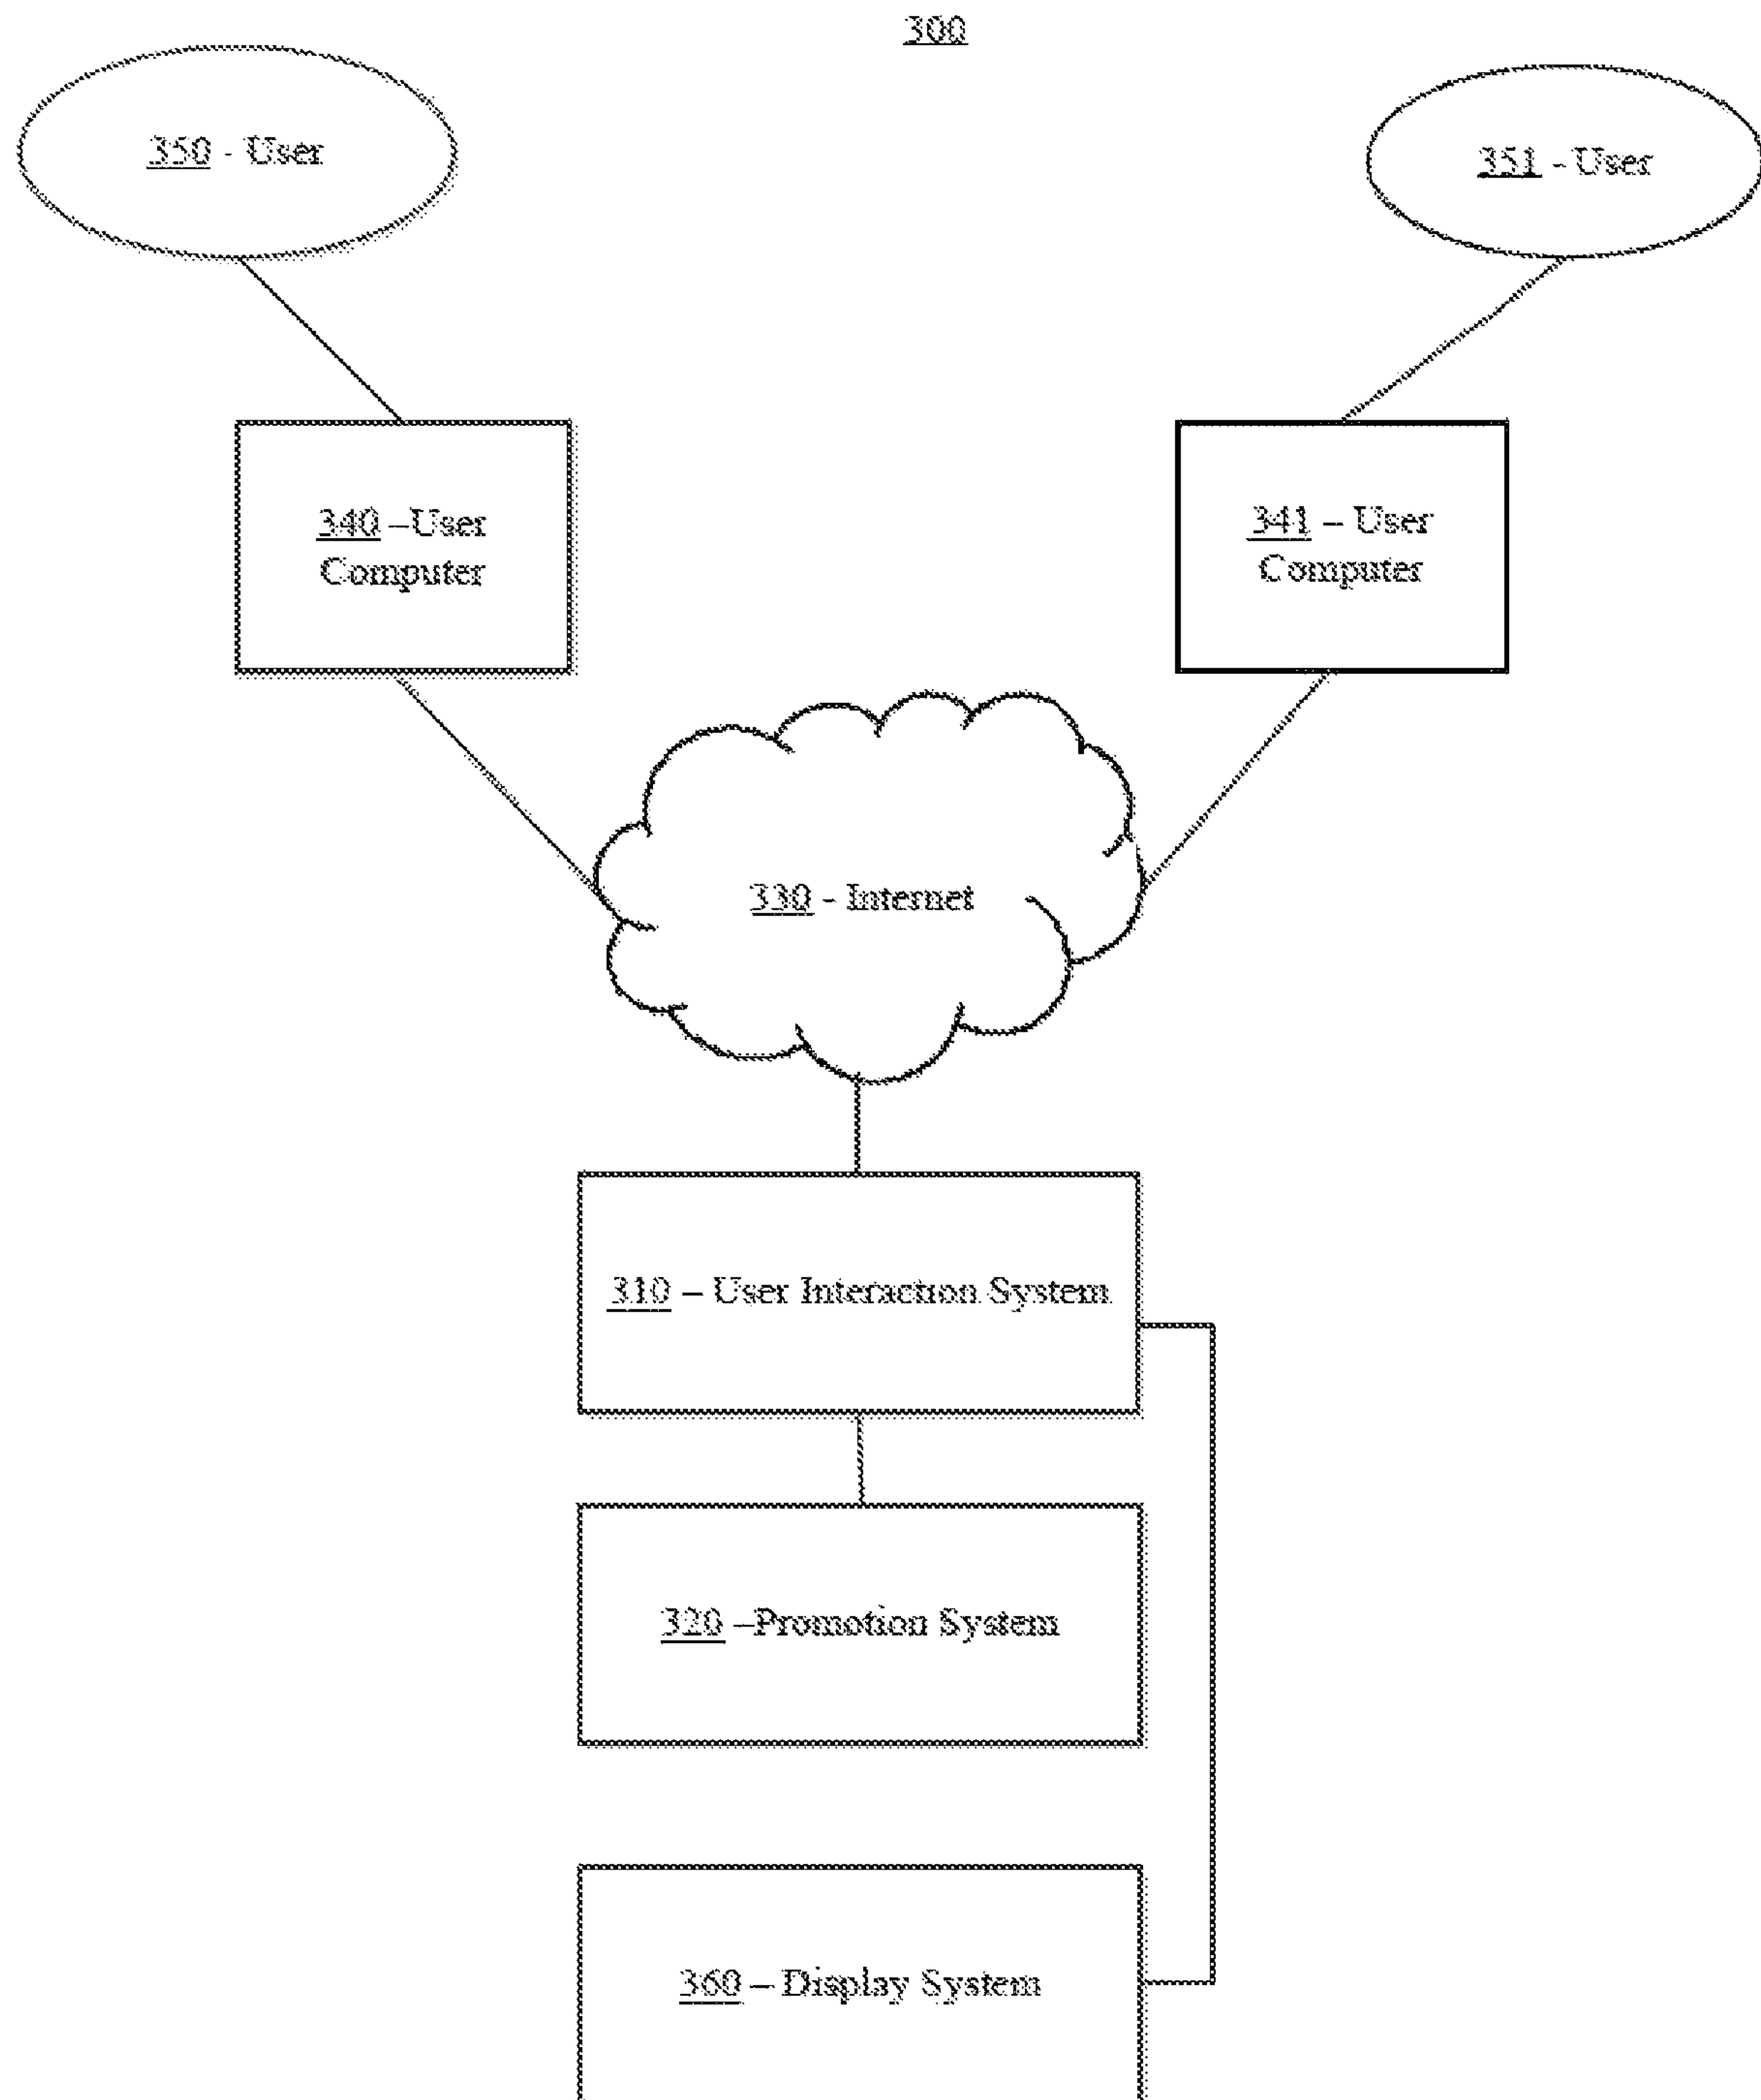 300
350 - User
351 - User
340 –User
Computer
341 – User
Computer
330 - Internet
310 – User Interaction System
320 –Promotion System
360 – Display System